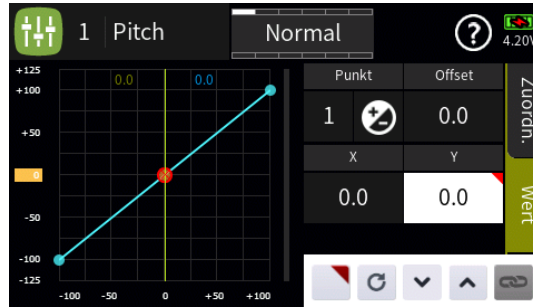 1 Pitch Normal ? 4.20V
+125 0.0 0.0 Punkt Offset
+100 1 0.0
+50 X Y
0 0.0 0.0
-50
-100
-125
-100 -50 0 +50 +100
Zuordn.
Wert